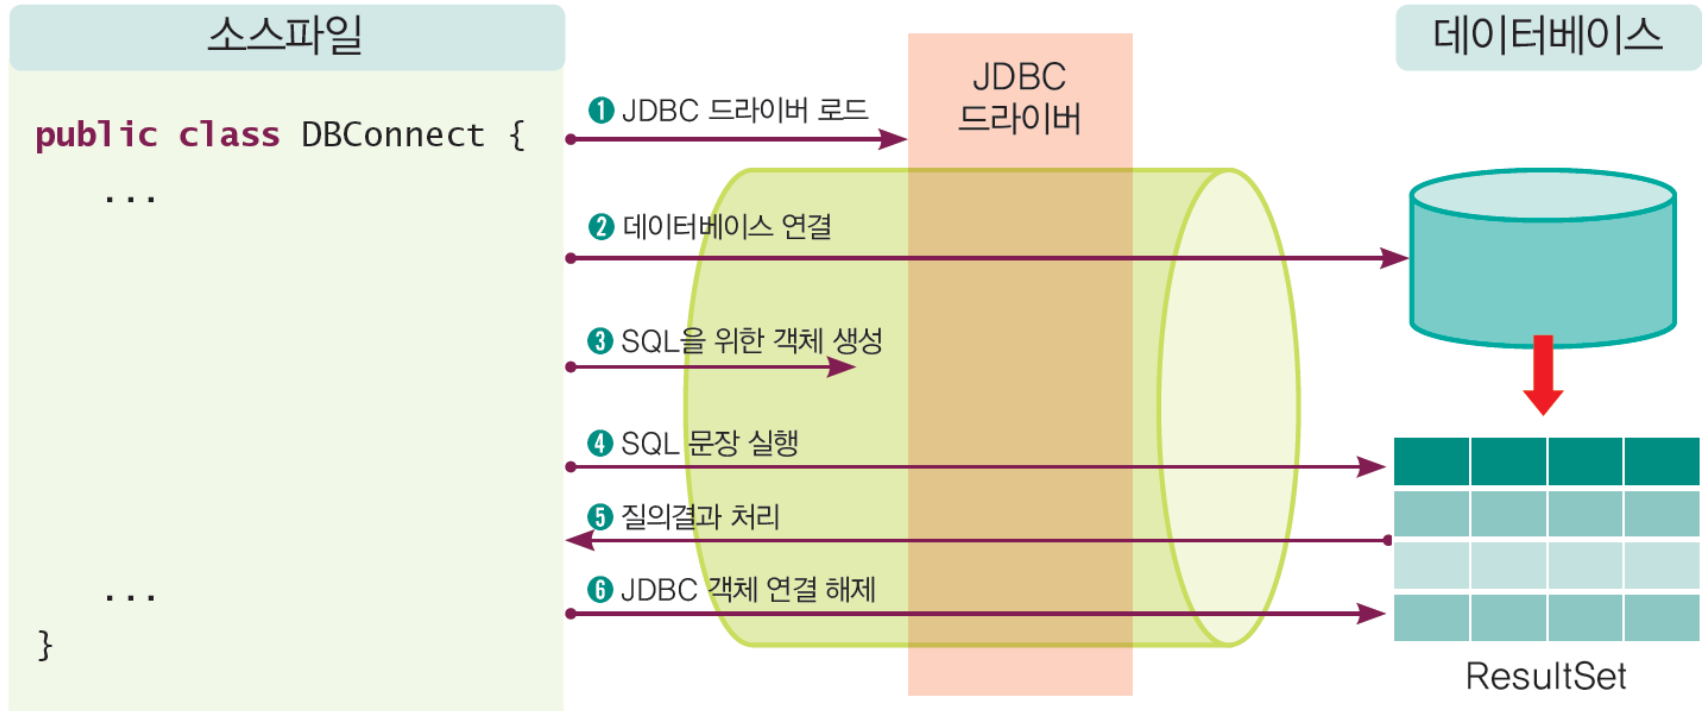 소스파일
데이터베이스
JDBC
드라이버
public class DBConnect {
...
❶ JDBC 드라이버 로드
❷ 데이터베이스 연결
❸ SQL을 위한 객체 생성
❹ SQL 문장 실행
❺ 질의결과 처리
❻ JDBC 객체 연결 해제
...
}
ResultSet